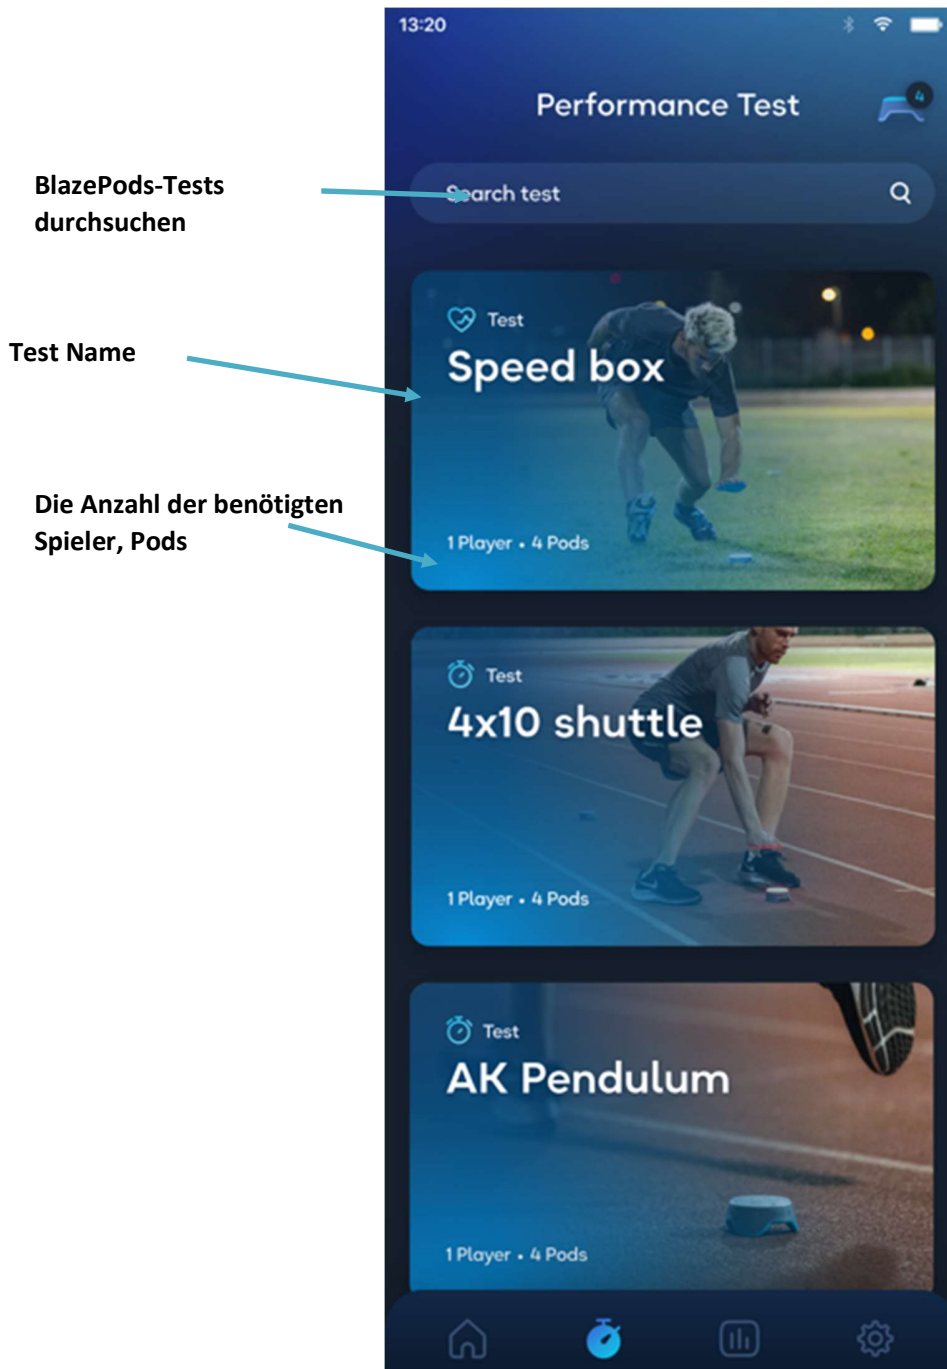 13:20
Performance Test
4
BlazePods-Tests
durchsuchen
Search test
Test
Test Name
Speed box
Die Anzahl der benötigten
Spieler, Pods
1 Player • 4 Pods
Test
4x10 shuttle
1 Player • 4 Pods
Test
AK Pendulum
1 Player • 4 Pods